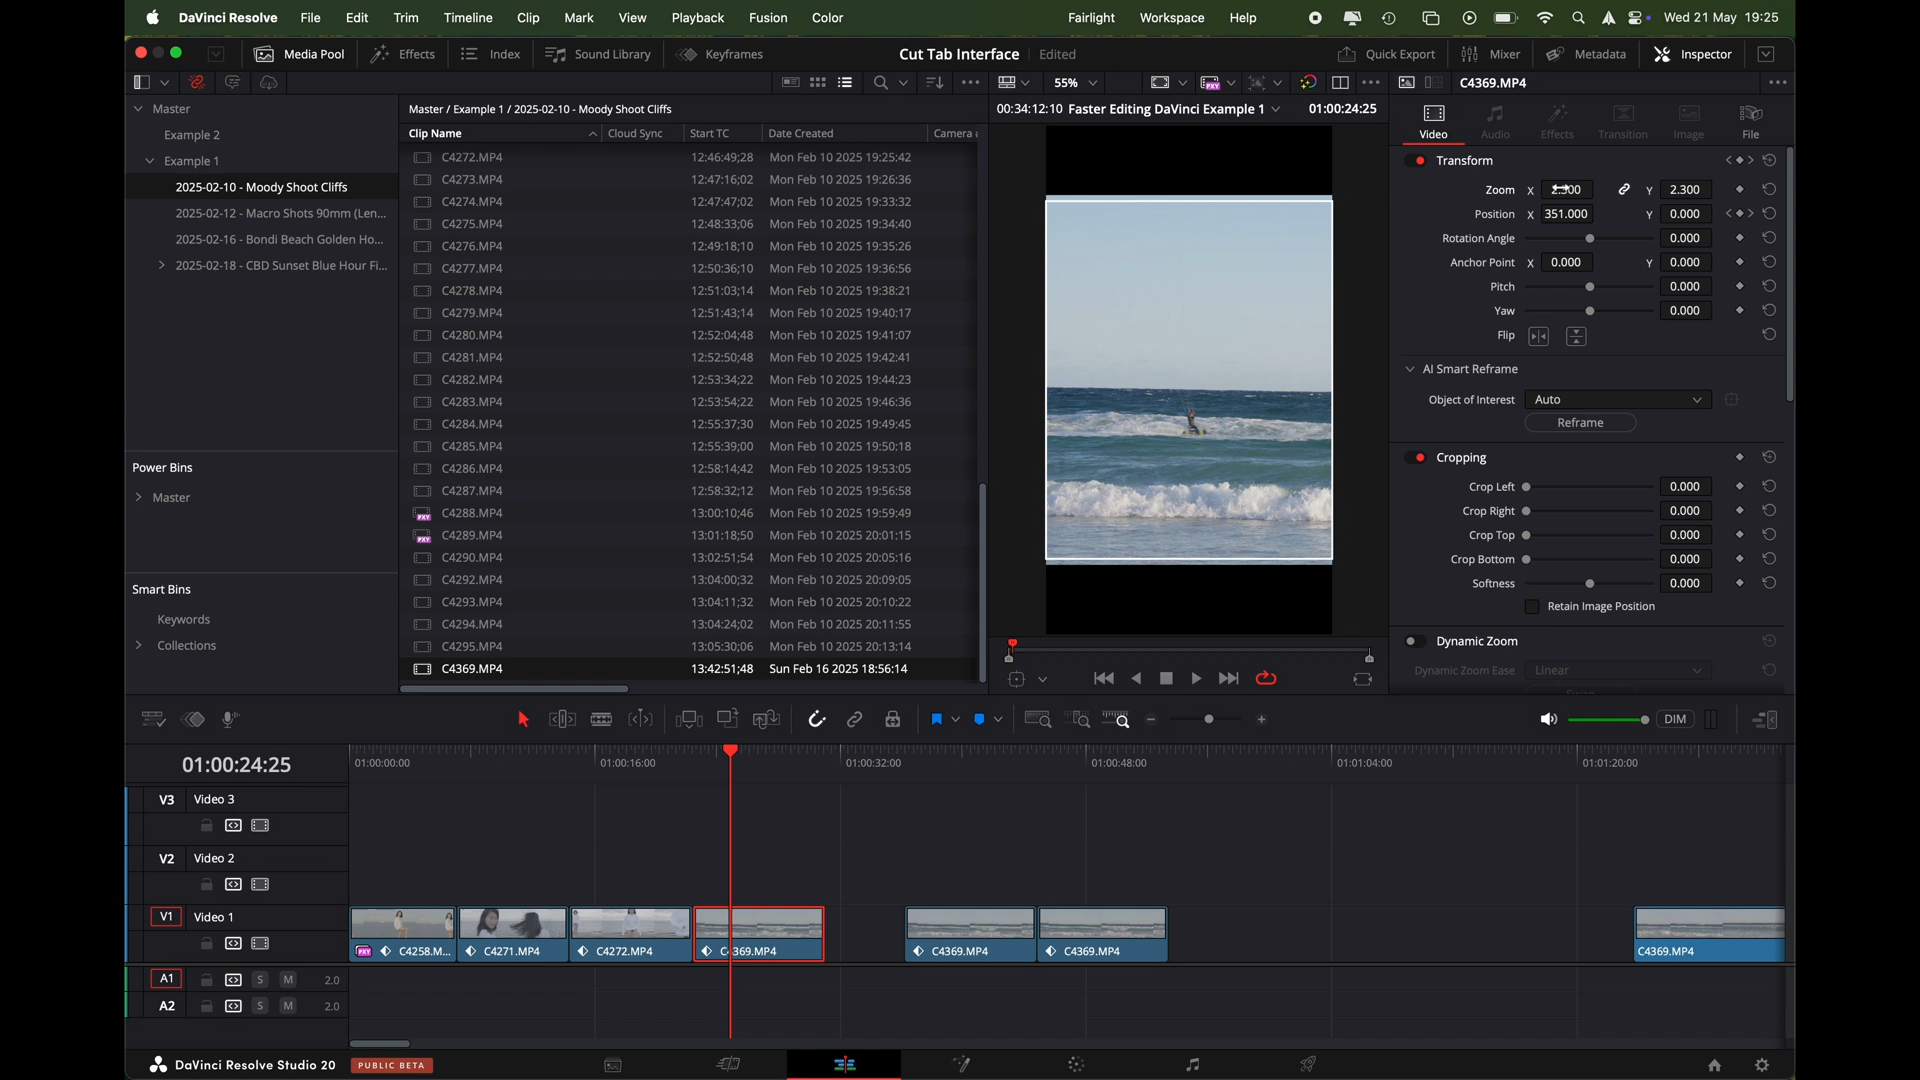 DaVinci Resolve File Edit Trim Timeline Clip Mark View Playback Fusion Color Fairlight Workspace Help Wed 21 May 19:25
Media Pool Effects Index Sound Library Keyframes Cut Tab Interface Edited Quick Export Mixer Metadata Inspector
55% C4369.MP4
Master
Example 2
Example 1
2025-02-10 - Moody Shoot Cliffs
2025-02-12 - Macro Shots 90mm (Len...
2025-02-16 - Bondi Beach Golden Ho...
2025-02-18 - CBD Sunset Blue Hour Fi...
Power Bins
Master
Smart Bins
Keywords
Collections
Master / Example 1 / 2025-02-10 - Moody Shoot Cliffs
Clip Name Cloud Sync Start TC Date Created Camera
C4272.MP4 12:46:49;28 Mon Feb 10 2025 19:25:42
C4273.MP4 12:47:16;02 Mon Feb 10 2025 19:26:36
C4274.MP4 12:47:47;02 Mon Feb 10 2025 19:33:32
C4275.MP4 12:48:33;06 Mon Feb 10 2025 19:34:40
C4276.MP4 12:49:18;10 Mon Feb 10 2025 19:35:26
C4277.MP4 12:50:36;10 Mon Feb 10 2025 19:36:56
C4278.MP4 12:51:03;14 Mon Feb 10 2025 19:38:21
C4279.MP4 12:51:43;14 Mon Feb 10 2025 19:40:17
C4280.MP4 12:52:04;48 Mon Feb 10 2025 19:41:07
C4281.MP4 12:52:50;48 Mon Feb 10 2025 19:42:41
C4282.MP4 12:53:34;22 Mon Feb 10 2025 19:44:23
C4283.MP4 12:53:54;22 Mon Feb 10 2025 19:46:36
C4284.MP4 12:55:37;30 Mon Feb 10 2025 19:49:45
C4285.MP4 12:55:39;00 Mon Feb 10 2025 19:50:18
C4286.MP4 12:58:14;42 Mon Feb 10 2025 19:53:05
C4287.MP4 12:58:32;12 Mon Feb 10 2025 19:56:58
PXY C4288.MP4 13:00:10;46 Mon Feb 10 2025 19:59:49
PXY C4289.MP4 13:01:18;50 Mon Feb 10 2025 20:01:15
C4290.MP4 13:02:51;54 Mon Feb 10 2025 20:05:16
C4292.MP4 13:04:00;32 Mon Feb 10 2025 20:09:05
C4293.MP4 13:04:11;32 Mon Feb 10 2025 20:10:22
C4294.MP4 13:04:24;02 Mon Feb 10 2025 20:11:55
C4295.MP4 13:05:30;06 Mon Feb 10 2025 20:13:14
C4369.MP4 13:42:51;48 Sun Feb 16 2025 18:56:14
00:34:12:10 Faster Editing DaVinci Example 1 01:00:24:25
Video Audio Effects Transition Image File
Transform
Zoom X Y 2.300
Position X 351.000 Y 0.000
Rotation Angle 0.000
Anchor Point X 0.000 Y 0.000
Pitch 0.000
Yaw 0.000
Flip
AI Smart Reframe
Object of Interest Auto
Reframe
Cropping
Crop Left 0.000
Crop Right 0.000
Crop Top 0.000
Crop Bottom 0.000
Softness 0.000
Retain Image Position
Dynamic Zoom
Dynamic Zoom Ease Linear
DIM
01:00:24:25 01:00:00:00 01:00:16:00 01:00:32:00 01:00:48:00 01:01:04:00 01:01:20:00
V3 Video 3
V2 Video 2
V1 Video 1
PXY C4258.M... C4271.MP4 C4272.MP4 C4369.MP4 C4369.MP4 C4369.MP4
A1 S M 2.0
A2 S M 2.0
DaVinci Resolve Studio 20 PUBLIC BETA